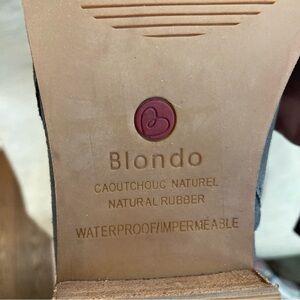 Blondo
CAOUTCHOUC NATUREL
NATURAL RUBBER
WATERPROOF/IMPERMÉABLE